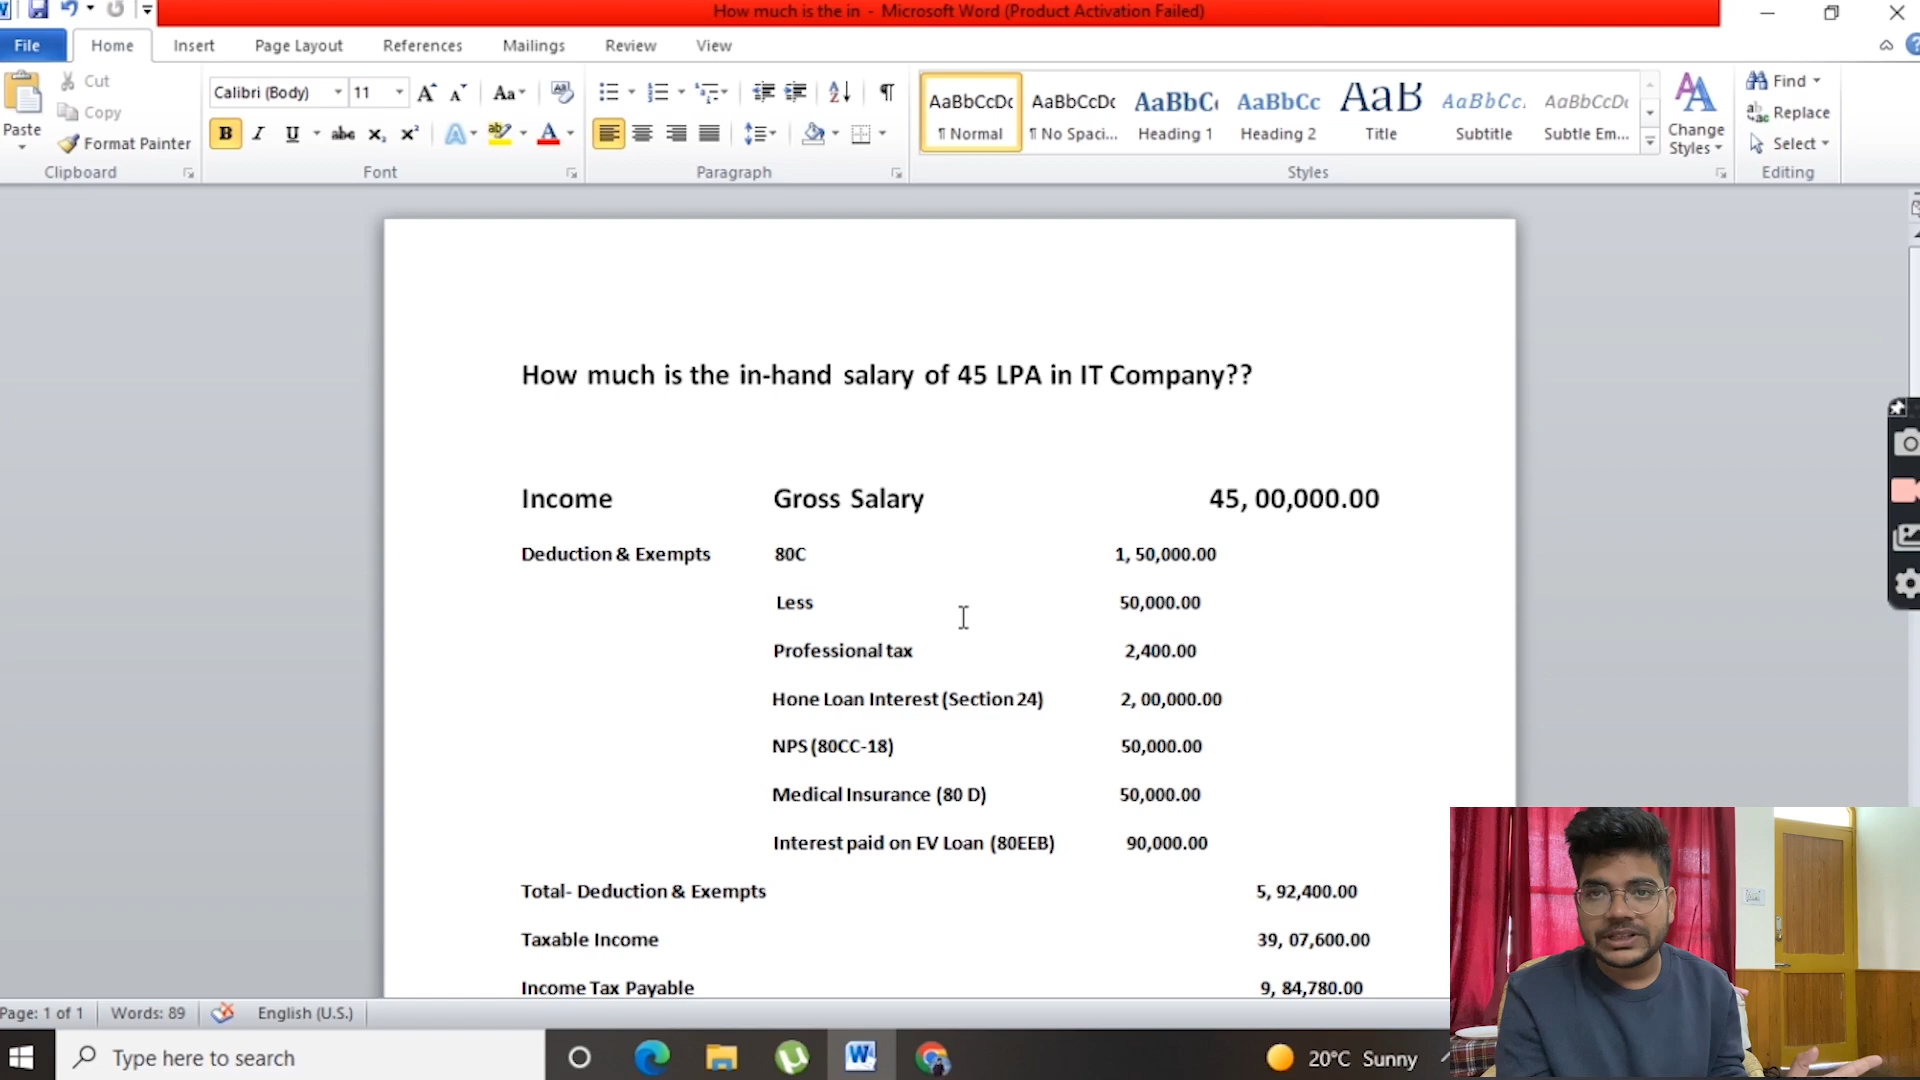 How much is the in - Microsoft Word (Product Activation Failed)
File Home Insert Page Layout References Mailings Review View
Cut
Copy
Paste
Format Painter
Clipboard
Calibri (Body) 11
Font
Paragraph
AaBbCcDc AaBbCcDc AaBbC AaBbCc AaB AaBbCc. AaBbCcDc
¶ Normal ¶ No Spaci... Heading 1 Heading 2 Title Subtitle Subtle Em...
Change
Styles
Styles
Find
Replace
Select
Editing
How much is the in-hand salary of 45 LPA in IT Company??
Income Gross Salary 45, 00,000.00
Deduction & Exempts 80C 1, 50,000.00
Less 50,000.00
Professional tax 2,400.00
Hone Loan Interest (Section 24) 2, 00,000.00
NPS (80CC-18) 50,000.00
Medical Insurance (80 D) 50,000.00
Interest paid on EV Loan (80EEB) 90,000.00
Total- Deduction & Exempts 5, 92,400.00
Taxable Income 39, 07,600.00
Income Tax Payable 9, 84,780.00
Page: 1 of 1 Words: 89 English (U.S.)
Type here to search
20°C Sunny